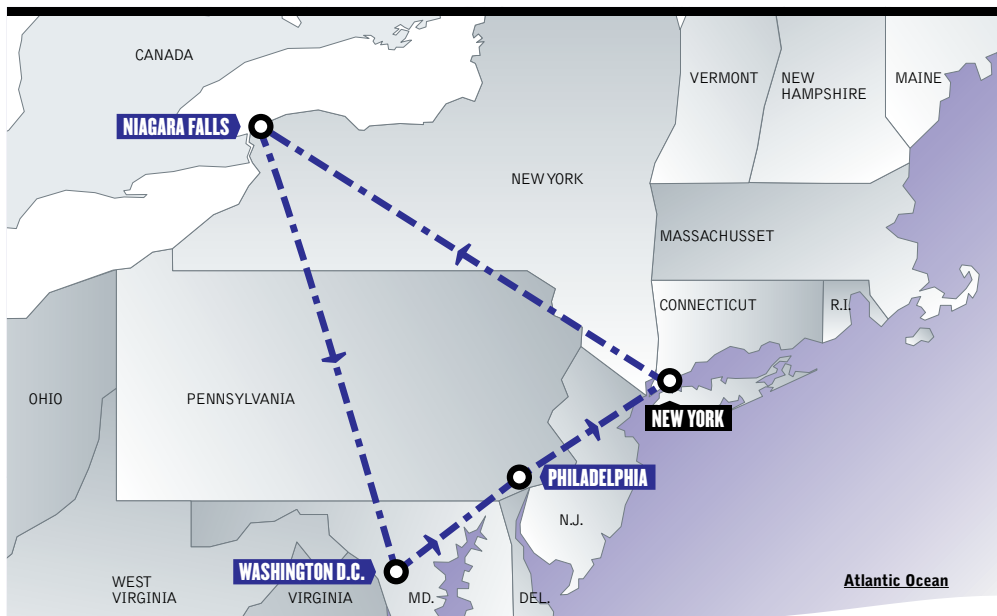 CANADA
VERMONT
NEW
HAMPSHIRE
MAINE
NIAGARA FALLS
NEW YORK
MASSACHUSSET
CONNECTICUT
R.I.
OHIO
PENNSYLVANIA
NEW YORK
PHILADELPHIA
N.J.
WASHINGTON D.C.
WEST
VIRGINIA
VIRGINIA
MD.
DEL.
Atlantic Ocean